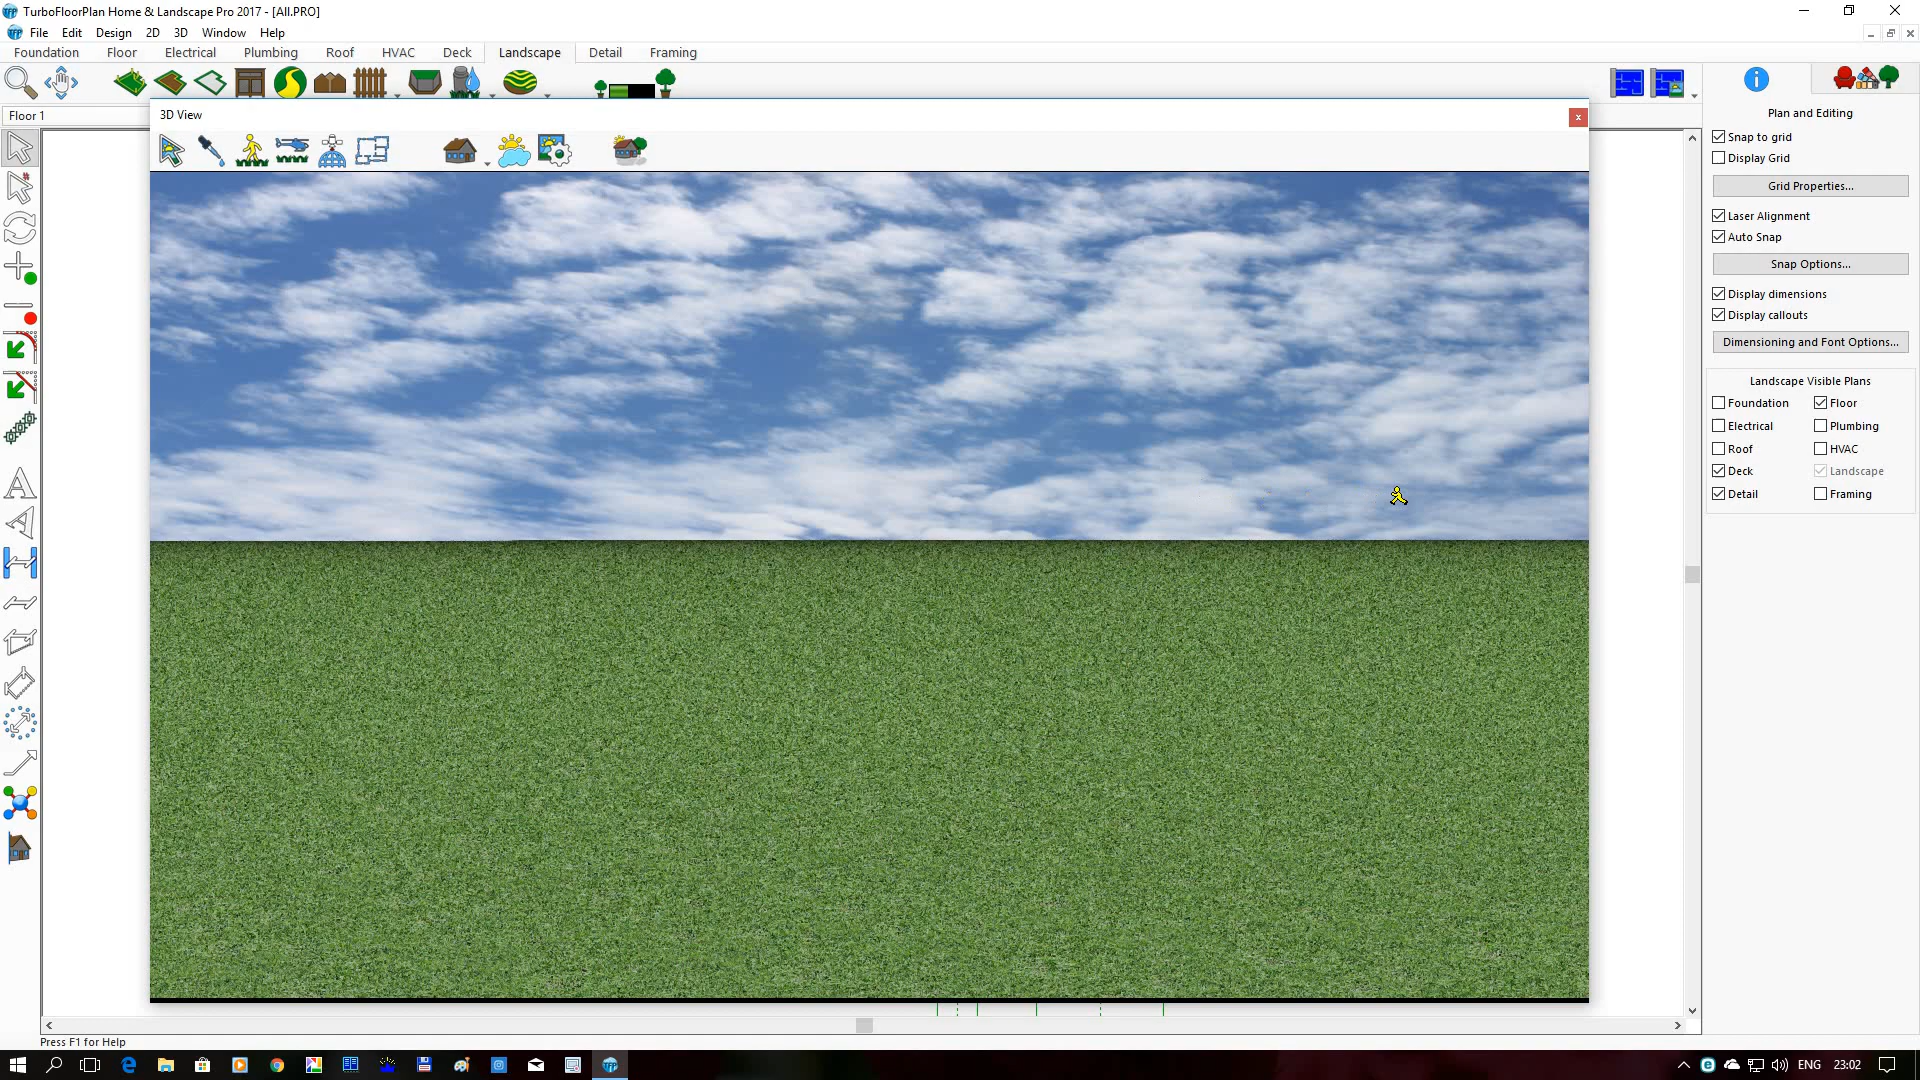 TurboFloorPlan Home & Landscape Pro 2017 - [All.PRO]
File Edit Design 2D 3D Window Help
Foundation Floor Electrical Plumbing Roof HVAC Deck Landscape Detail Framing
Floor 1
3D View
Plan and Editing
Snap to grid
Display Grid
Grid Properties...
Laser Alignment
Auto Snap
Snap Options...
Display dimensions
Display callouts
Dimensioning and Font Options...
Landscape Visible Plans
Foundation Floor
Electrical Plumbing
Roof HVAC
Deck Landscape
Detail Framing
Press F1 for Help
ENG 23:02